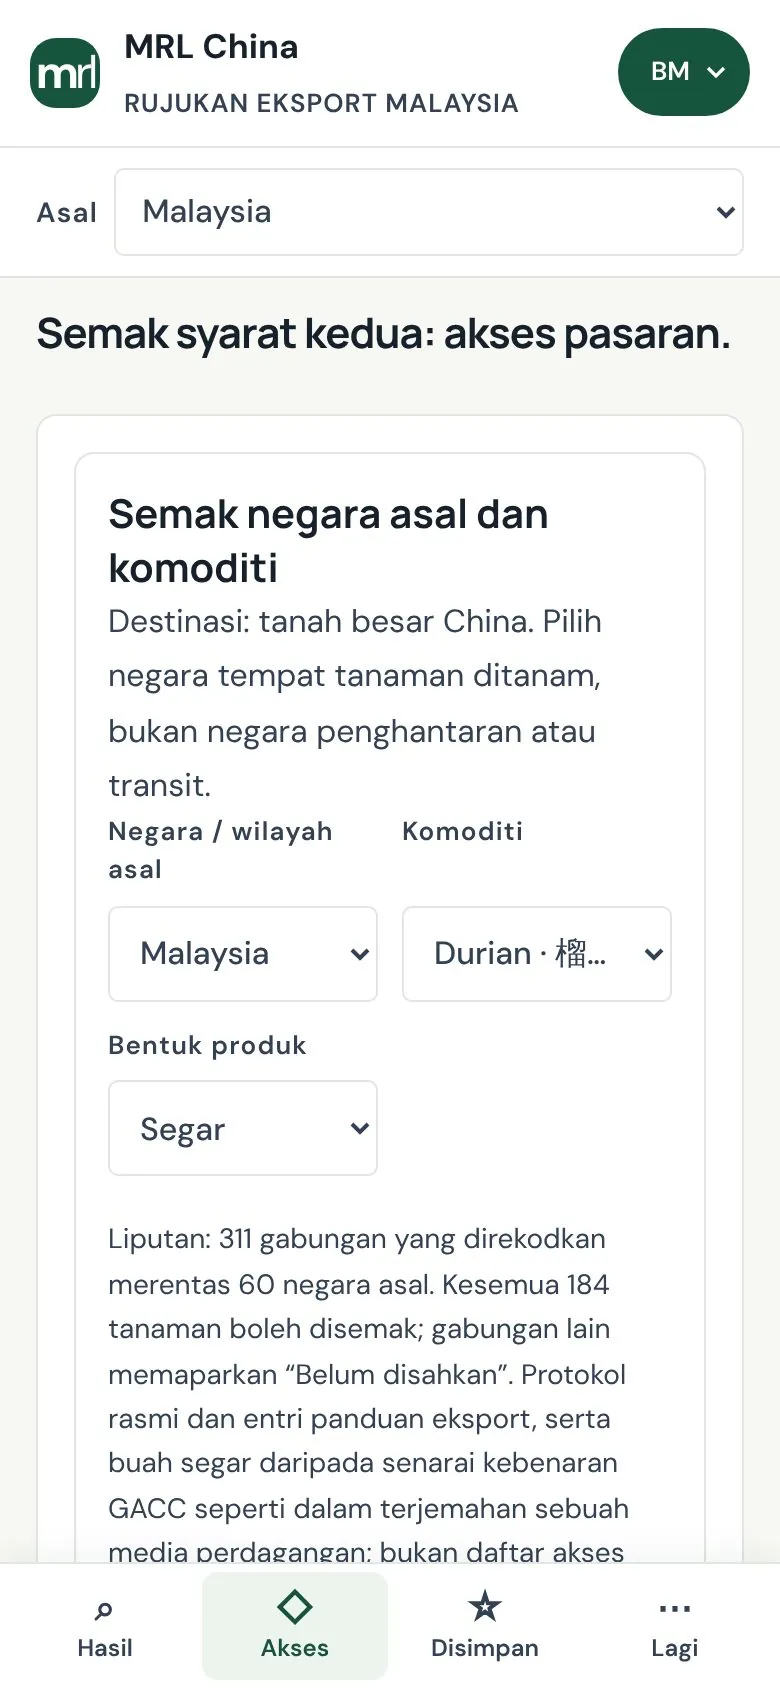 mrl
MRL China
RUJUKAN EKSPORT MALAYSIA
BM
Asal
Malaysia
Semak syarat kedua: akses pasaran.
Semak negara asal dan
komoditi
Destinasi: tanah besar China. Pilih
negara tempat tanaman ditanam,
bukan negara penghantaran atau
transit.
Negara / wilayah
asal
Komoditi
Malaysia
Durian · 榴...
Bentuk produk
Segar
Liputan: 311 gabungan yang direkodkan
merentas 60 negara asal. Kesemua 184
tanaman boleh disemak; gabungan lain
memaparkan “Belum disahkan”. Protokol
rasmi dan entri panduan eksport, serta
buah segar daripada senarai kebenaran
GACC seperti dalam terjemahan sebuah
media perdagangan; bukan daftar akses
Hasil
Akses
Disimpan
Lagi